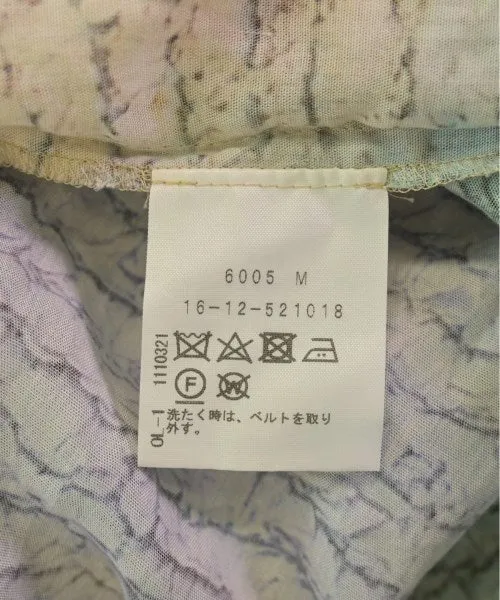 6005 M
16-12-521018
F
W
洗たく時は、ベルトを取り
外す。
OL-1 1110321